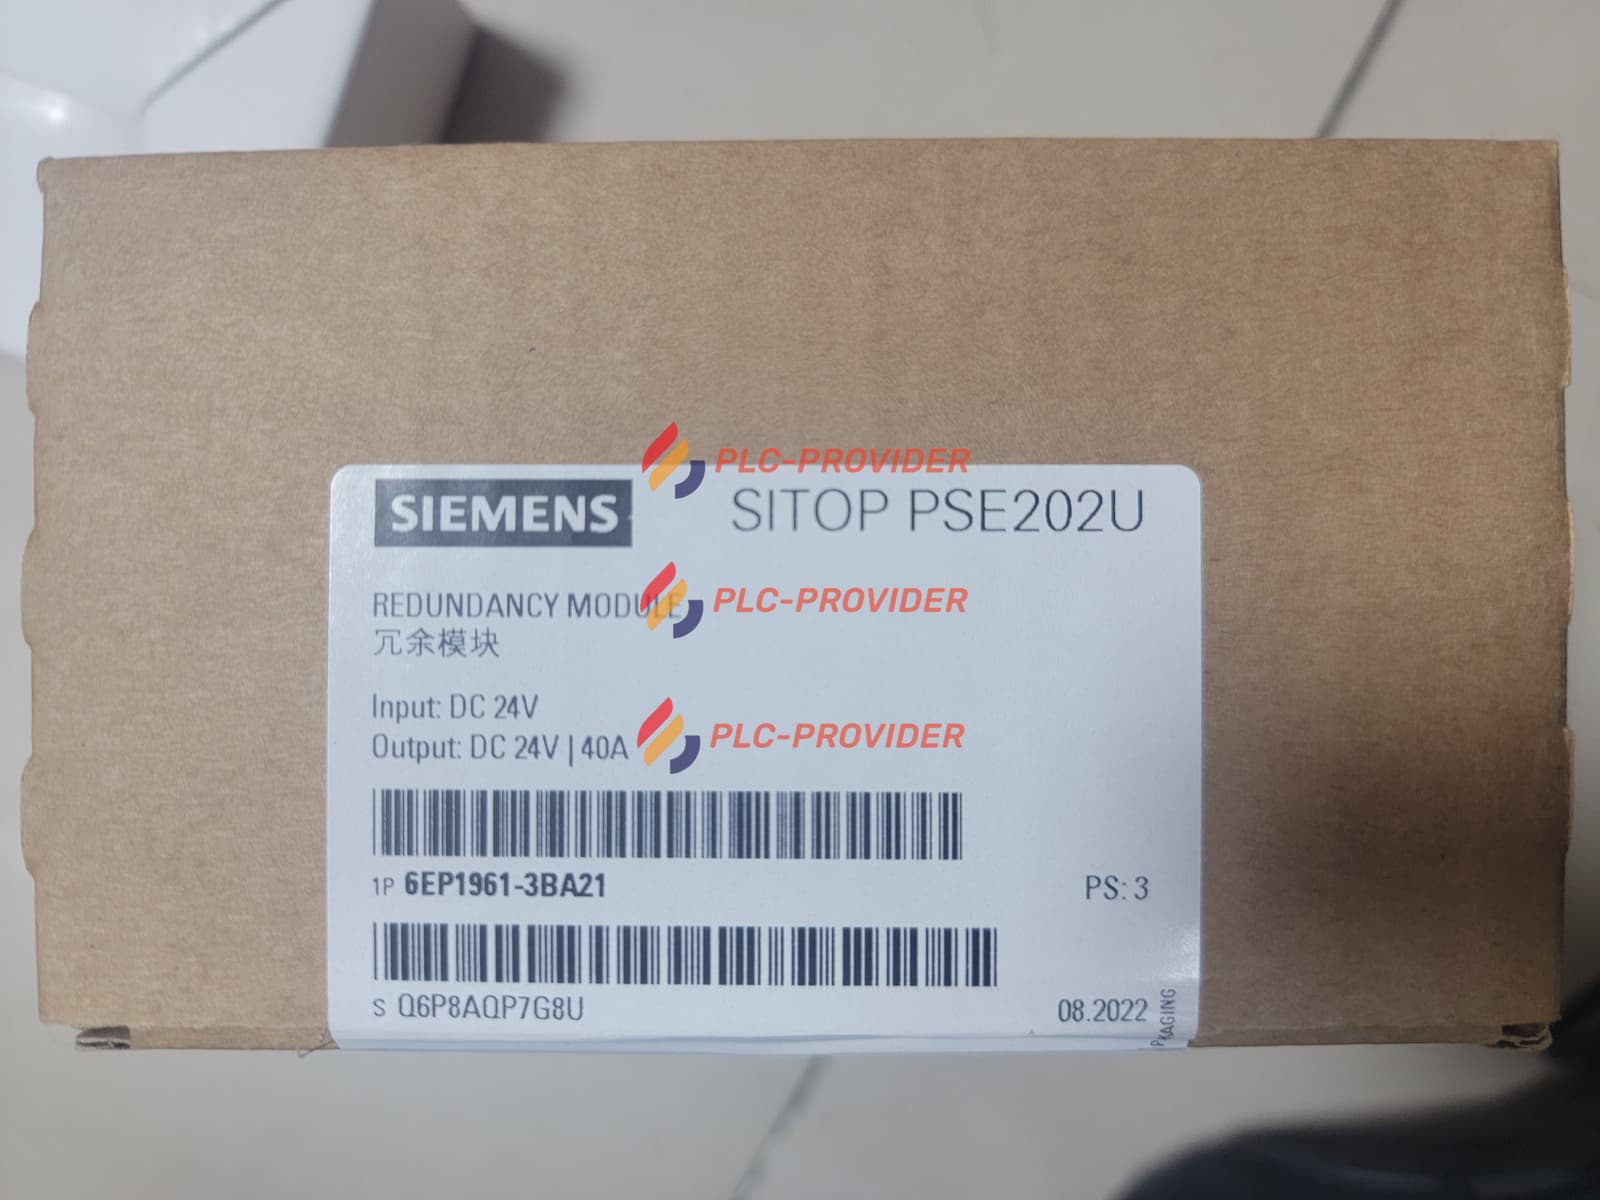 PLC-PROVIDER
SIEMENS
SITOP PSE202U
REDUNDANCY MODULE
PLC-PROVIDER
冗余模块
Input: DC 24V
Output: DC 24V | 40A
PLC-PROVIDER
1P 6EP1961-3BA21
PS: 3
S Q6P8AQP7G8U
08.2022